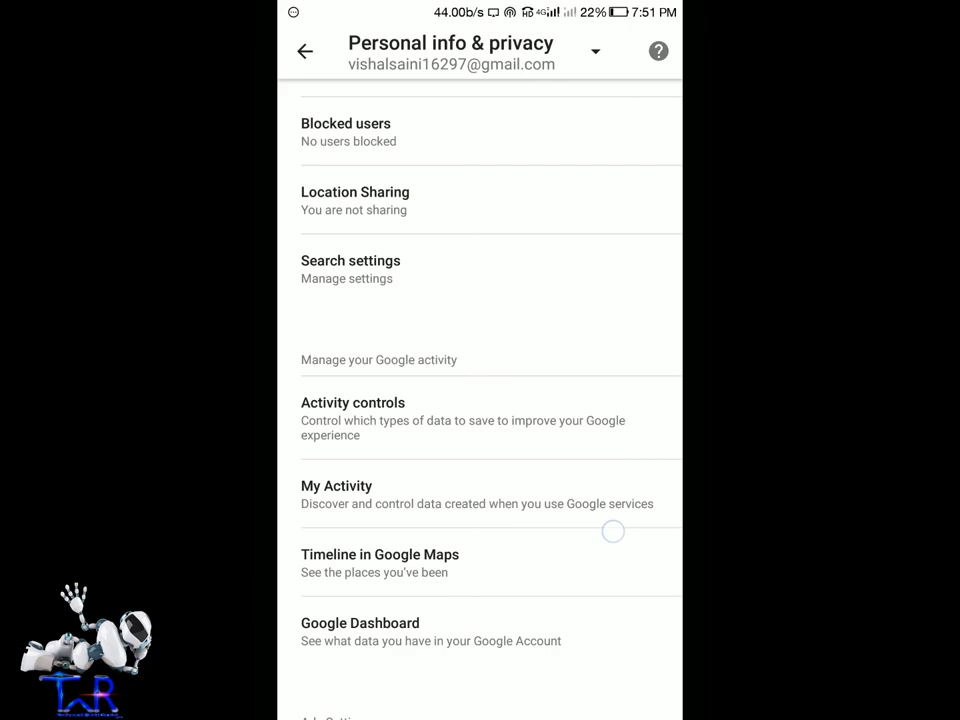 44.00b/s HD 4G 22% 7:51 PM
Personal info & privacy
vishalsaini16297@gmail.com
Blocked users
No users blocked
Location Sharing
You are not sharing
Search settings
Manage settings
Manage your Google activity
Activity controls
Control which types of data to save to improve your Google
experience
My Activity
Discover and control data created when you use Google services
Timeline in Google Maps
See the places you've been
Google Dashboard
See what data you have in your Google Account
TWR